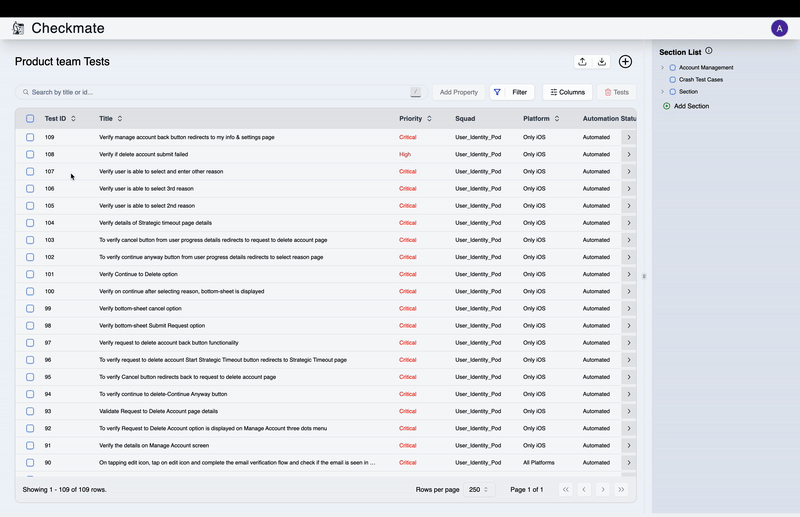 Checkmate
A
Product team Tests
Search by title or id...
/
Add Property
Filter
Columns
Tests
Test ID Title Priority Squad Platform Automation Statu
109 Verify manage account back button redirects to my info & settings page Critical User_Identity_Pod Only iOS Automated
108 Verify if delete account submit failed High User_Identity_Pod Only iOS Automated
107 Verify user is able to select and enter other reason Critical User_Identity_Pod Only iOS Automated
106 Verify user is able to select 3rd reason Critical User_Identity_Pod Only iOS Automated
105 Verify user is able to select 2nd reason Critical User_Identity_Pod Only iOS Automated
104 Verify details of Strategic timeout page details Critical User_Identity_Pod Only iOS Automated
103 To verify cancel button from user progress details redirects to request to delete account page Critical User_Identity_Pod Only iOS Automated
102 To verify continue anyway button from user progress details redirects to select reason page Critical User_Identity_Pod Only iOS Automated
101 Verify Continue to Delete option Critical User_Identity_Pod Only iOS Automated
100 Verify on continue after selecting reason, bottom-sheet is displayed Critical User_Identity_Pod Only iOS Automated
99 Verify bottom-sheet cancel option Critical User_Identity_Pod Only iOS Automated
98 Verify bottom-sheet Submit Request option Critical User_Identity_Pod Only iOS Automated
97 Verify request to delete account back button functionality Critical User_Identity_Pod Only iOS Automated
96 To verify request to delete account Start Strategic Timeout button redirects to Strategic Timeout page Critical User_Identity_Pod Only iOS Automated
95 To verify Cancel button redirects back to request to delete account page Critical User_Identity_Pod Only iOS Automated
94 To verify continue to delete-Continue Anyway button Critical User_Identity_Pod Only iOS Automated
93 Validate Request to Delete Account page details Critical User_Identity_Pod Only iOS Automated
92 To verify Request to Delete Account option is displayed on Manage Account three dots menu Critical User_Identity_Pod Only iOS Automated
91 Verify the details on Manage Account screen Critical User_Identity_Pod Only iOS Automated
90 On tapping edit icon, tap on edit icon and complete the email verification flow and check if the email is seen in ... Critical User_Identity_Pod All Platforms Automated
Showing 1 - 109 of 109 rows.
Rows per page 250
Page 1 of 1
Section List
Account Management
Crash Test Cases
Section
Add Section